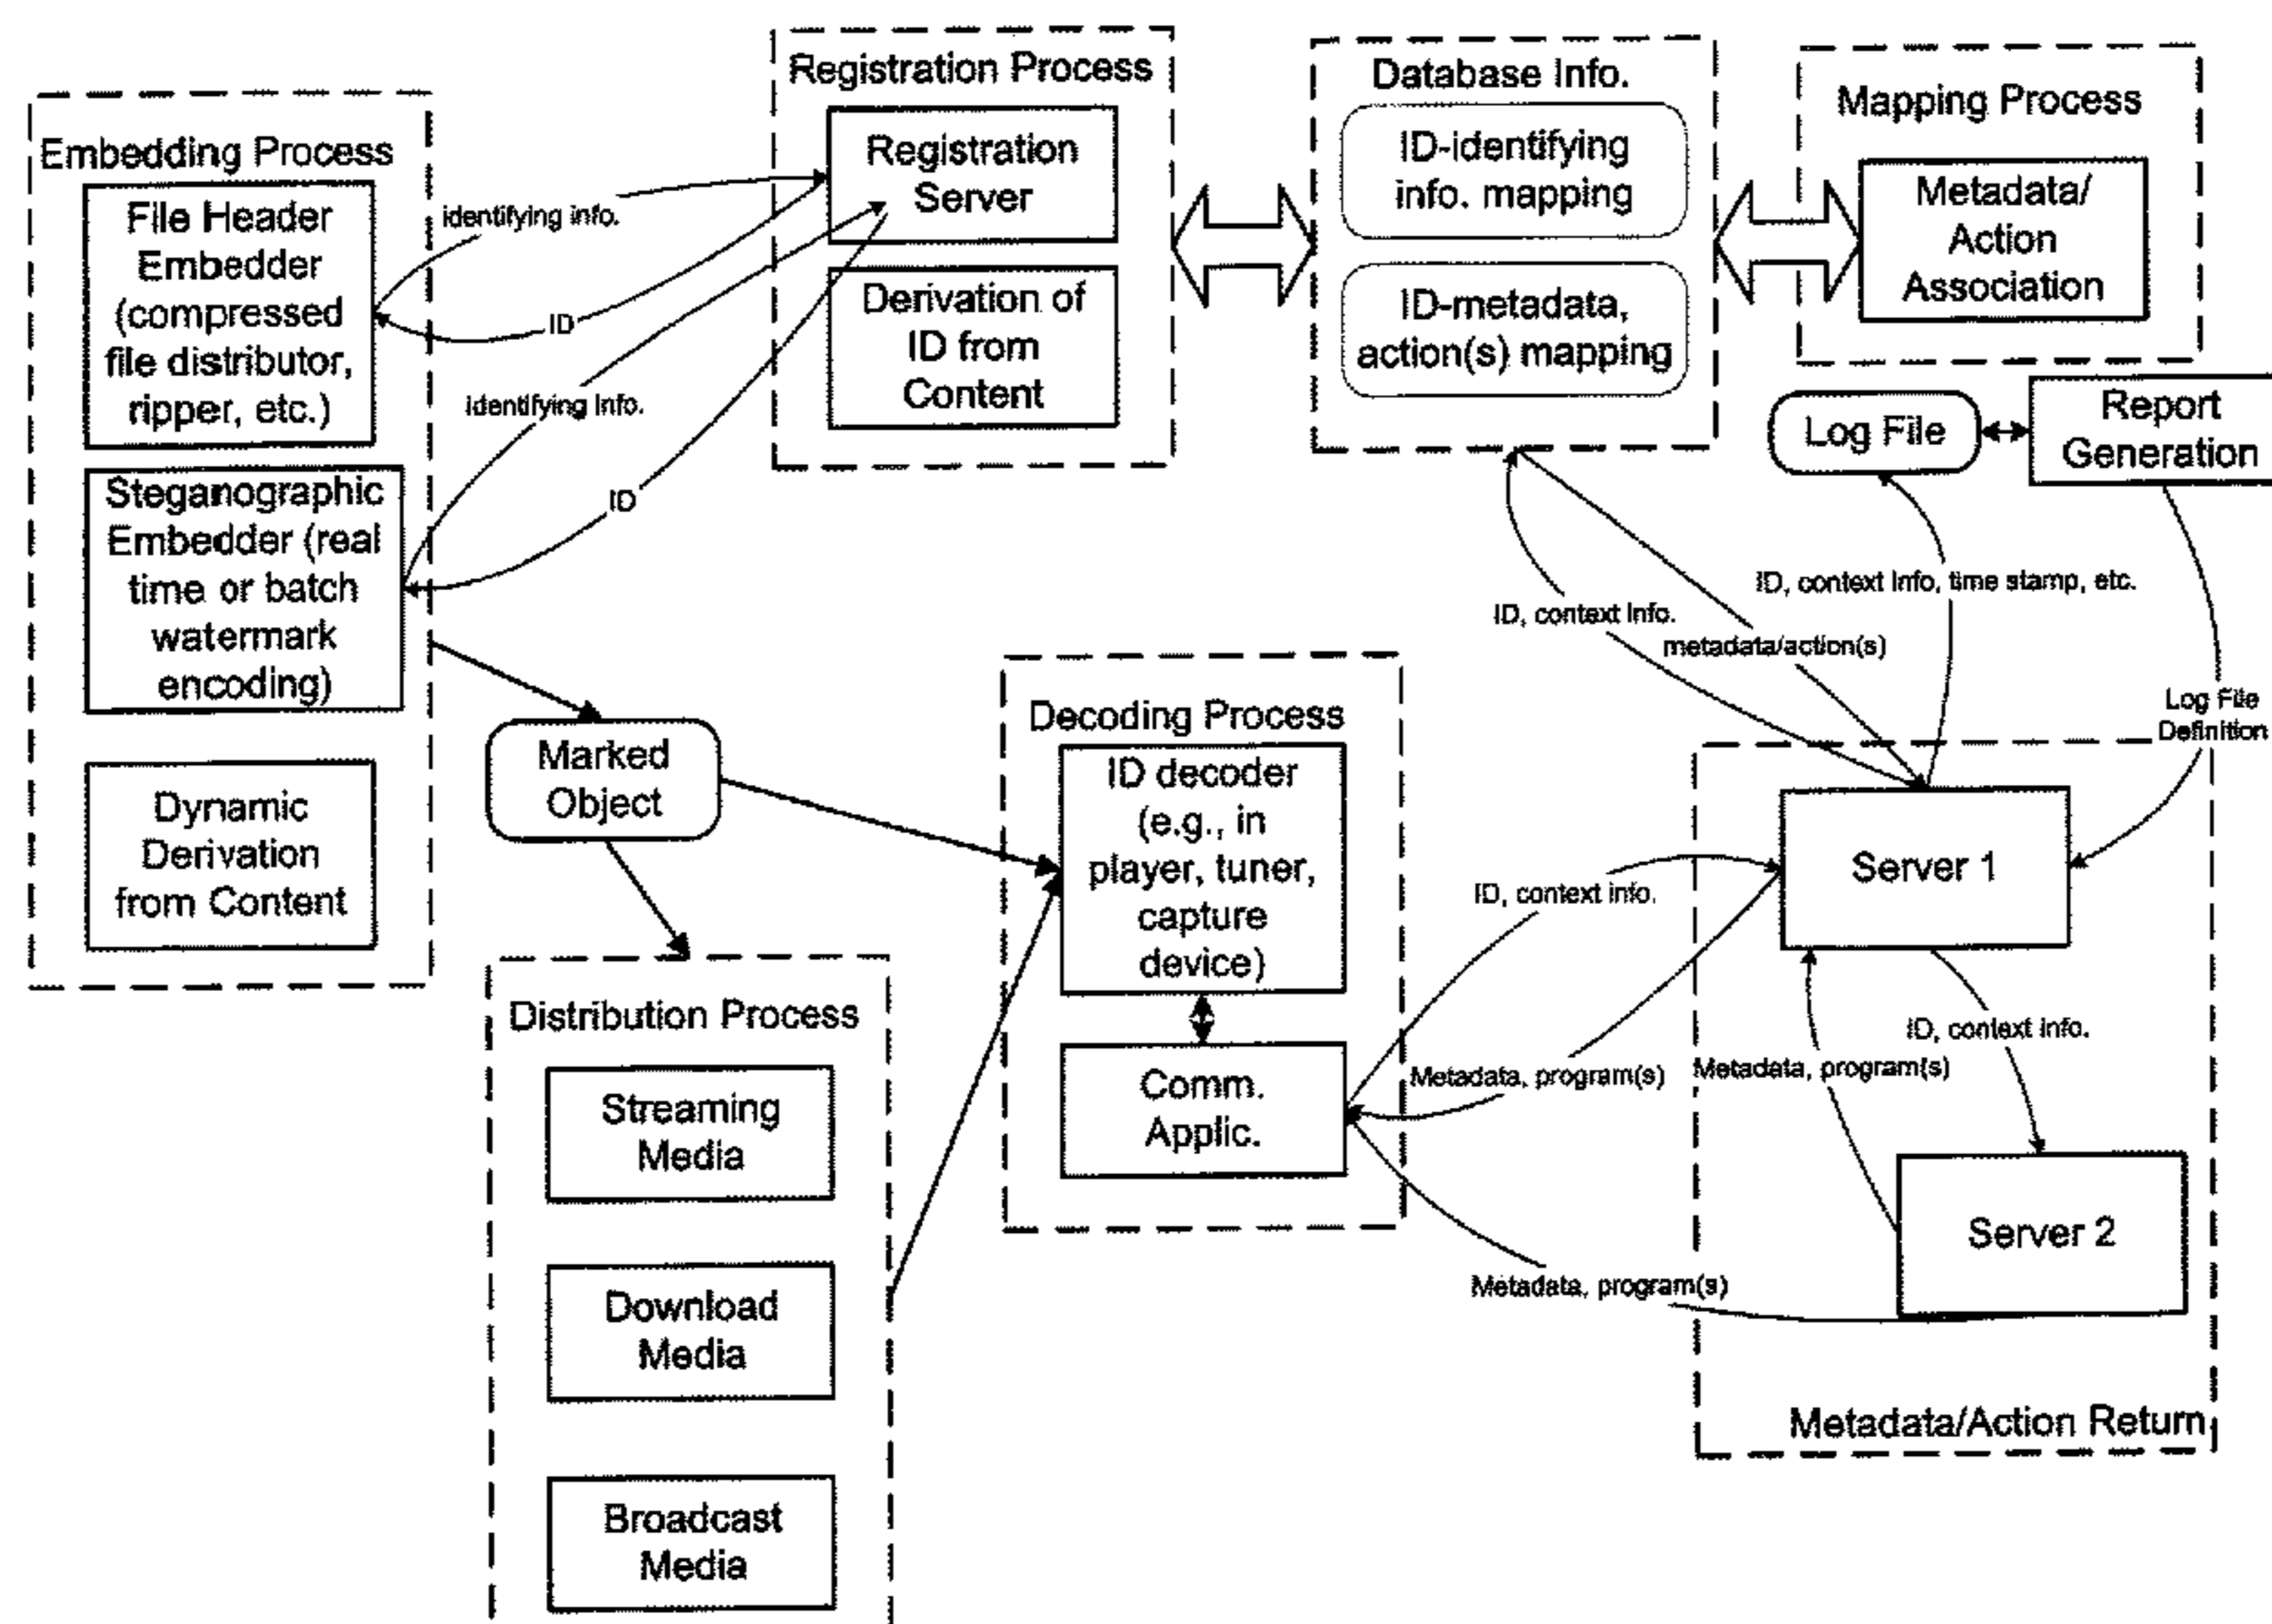 Embedding Process
File Header
Embedder
(compressed
file distributor,
ripper, etc.)
Steganographic
Embedder (real
time or batch
watermark
encoding)
Dynamic
Derivation
from Content
identifying info.
ID
Identifying Info.
ID
Registration Process
Registration
Server
Derivation of
ID from
Content
Database Info.
ID-identifying
info. mapping
ID-metadata,
action(s) mapping
Mapping Process
Metadata/
Action
Association
Log File
Report
Generation
ID, context Info.
metadata/action(s)
ID, context Info, time stamp, etc.
Log File
Definition
Marked
Object
Distribution Process
Streaming
Media
Download
Media
Broadcast
Media
Decoding Process
ID decoder
(e.g., in
player, tuner,
capture
device)
Comm.
Applic.
ID, context info.
Metadata, program(s)
Metadata, program(s)
Server 1
ID, context info.
Metadata, program(s)
Server 2
Metadata/Action Return